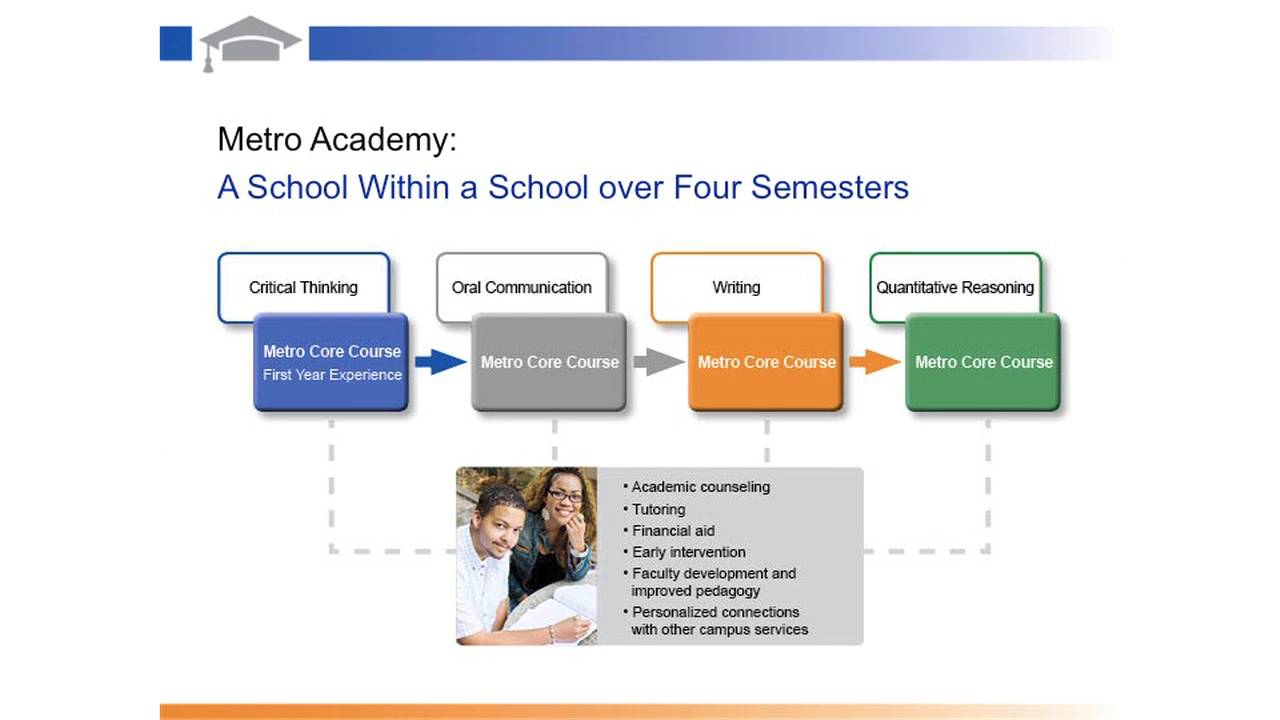 Metro Academy:
A School Within a School over Four Semesters
Critical Thinking
Metro Core Course
First Year Experience
Oral Communication
Metro Core Course
Writing
Metro Core Course
Quantitative Reasoning
Metro Core Course
• Academic counseling
• Tutoring
• Financial aid
• Early intervention
• Faculty development and
improved pedagogy
• Personalized connections
with other campus services